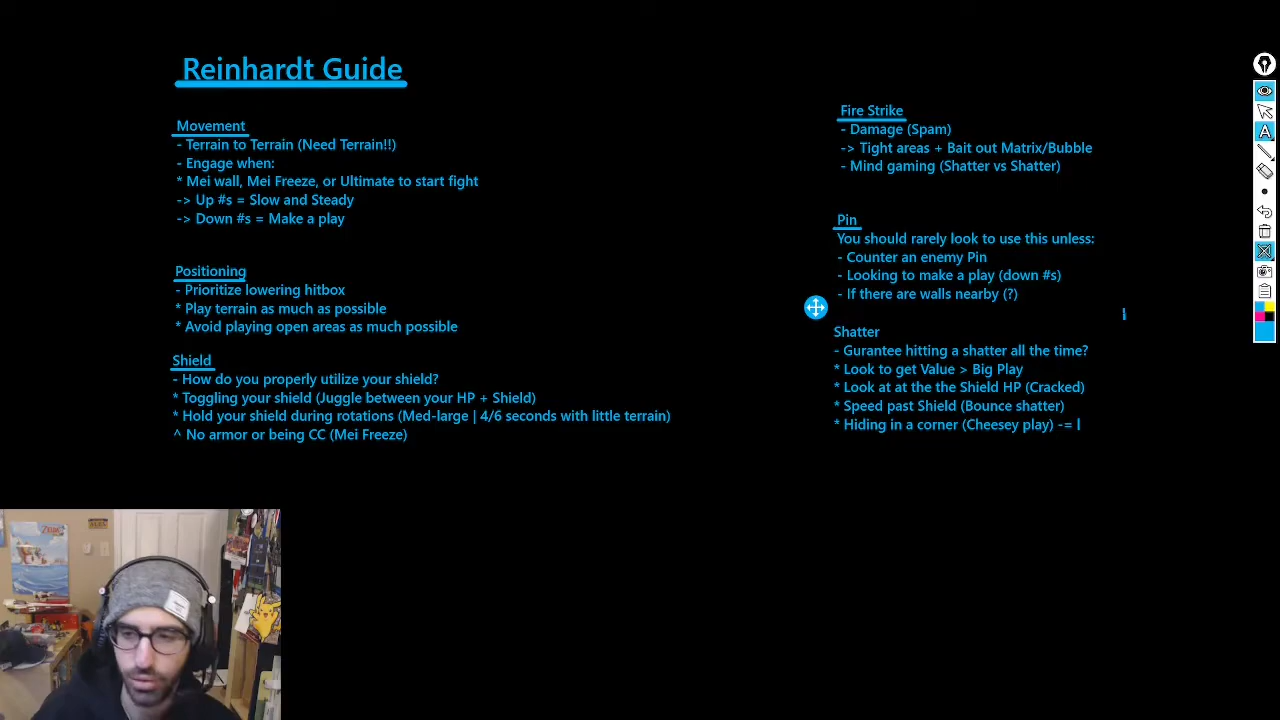 Reinhardt Guide
Movement
- Terrain to Terrain (Need Terrain!!)
- Engage when:
* Mei wall, Mei Freeze, or Ultimate to start fight
-> Up #s = Slow and Steady
-> Down #s = Make a play
Positioning
- Prioritize lowering hitbox
* Play terrain as much as possible
* Avoid playing open areas as much possible
Shield
- How do you properly utilize your shield?
* Toggling your shield (Juggle between your HP + Shield)
* Hold your shield during rotations (Med-large | 4/6 seconds with little terrain)
^ No armor or being CC (Mei Freeze)
Fire Strike
- Damage (Spam)
-> Tight areas + Bait out Matrix/Bubble
- Mind gaming (Shatter vs Shatter)
Pin
You should rarely look to use this unless:
- Counter an enemy Pin
- Looking to make a play (down #s)
- If there are walls nearby (?)
Shatter
- Gurantee hitting a shatter all the time?
* Look to get Value > Big Play
* Look at at the the Shield HP (Cracked)
* Speed past Shield (Bounce shatter)
* Hiding in a corner (Cheesey play) -=
A
ZELDA